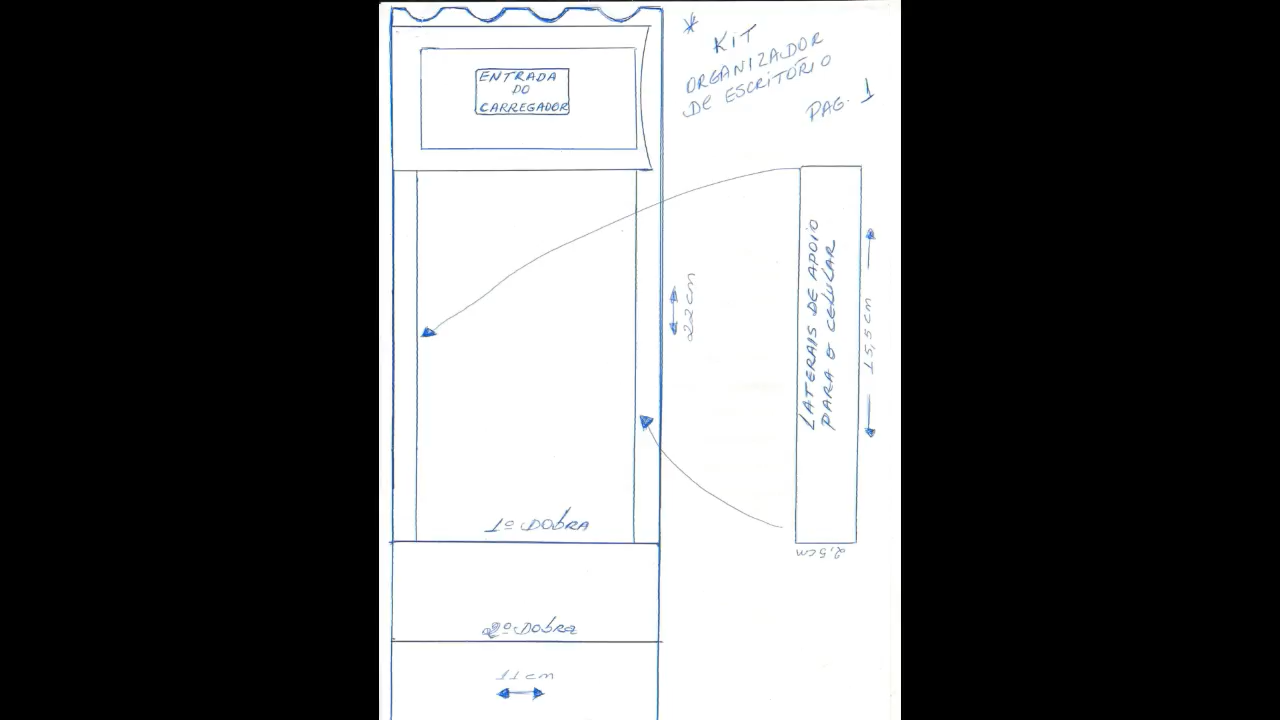 * KIT
ORGANIZADOR
DE ESCRITÓRIO
PAG. 1
ENTRADA
DO
CARREGADOR
22 cm
LATERAIS DE APOIO
PARA O CELULAR
15,5 cm
2,5 cm
1º DOBRA
2º DOBRA
11 cm